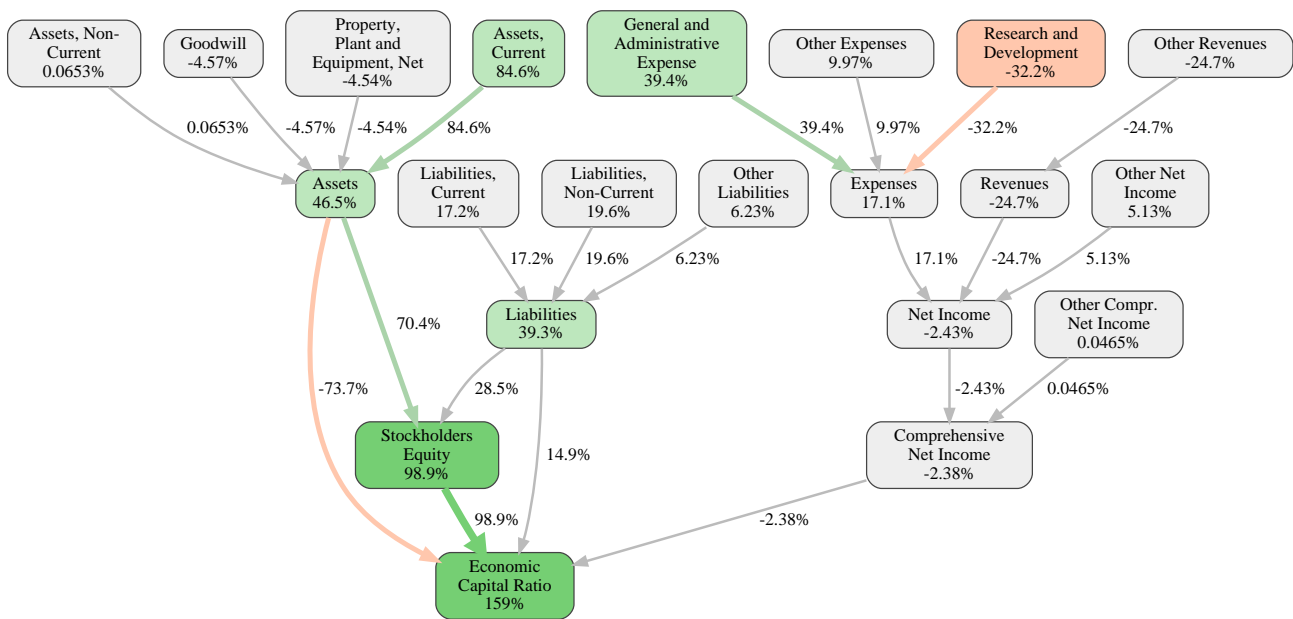 Assets, Non-
Current
0.0653%
Goodwill
-4.57%
Property,
Plant and
Equipment, Net
-4.54%
Assets,
Current
84.6%
General and
Administrative
Expense
39.4%
Other Expenses
9.97%
Research and
Development
-32.2%
Other Revenues
-24.7%
0.0653%
-4.57%
-4.54%
84.6%
39.4%
9.97%
-32.2%
-24.7%
Assets
46.5%
Liabilities,
Current
17.2%
Liabilities,
Non-Current
19.6%
Other
Liabilities
6.23%
Expenses
17.1%
Revenues
-24.7%
Other Net
Income
5.13%
17.2%
19.6%
6.23%
17.1%
-24.7%
5.13%
70.4%
Liabilities
39.3%
Net Income
-2.43%
Other Compr.
Net Income
0.0465%
-73.7%
28.5%
-2.43%
0.0465%
Stockholders
Equity
98.9%
14.9%
Comprehensive
Net Income
-2.38%
98.9%
-2.38%
Economic
Capital Ratio
159%